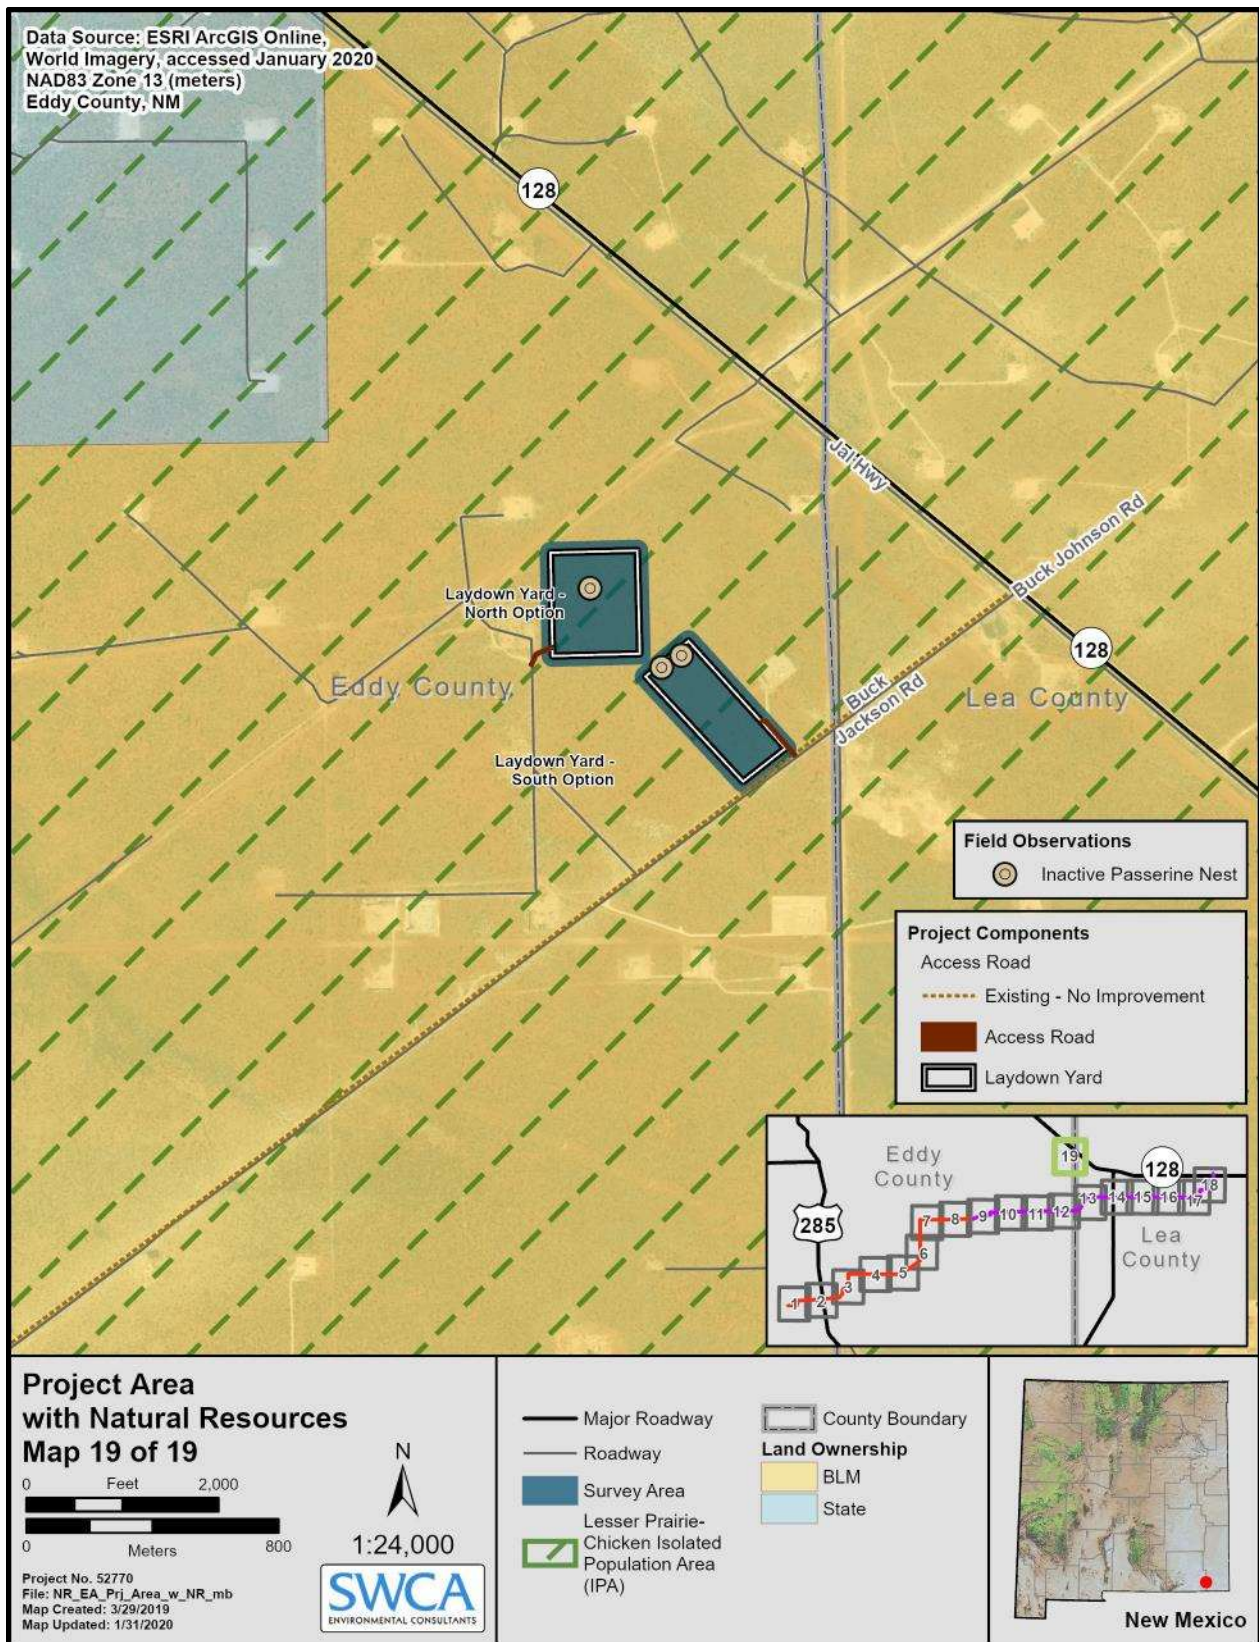 Data Source: ESRI ArcGIS Online,
World Imagery, accessed January 2020
NAD83 Zone 13 (meters)
Eddy County, NM
128
Jal Hwy
Buck Johnson Rd
Laydown Yard -
North Option
128
Eddy County
Buck
Jackson Rd
Lea County
Laydown Yard -
South Option
Field Observations
Inactive Passerine Nest
Project Components
Access Road
Existing - No Improvement
Access Road
Laydown Yard
Eddy
County
19
128
285
Lea
County
1
2
3
4
5
6
7
8
9
10
11
12
13
14
15
16
17
18
Project Area
with Natural Resources
Map 19 of 19
0 Feet 2,000
0 Meters 800
N
1:24,000
Project No. 52770
File: NR_EA_Prj_Area_w_NR_mb
Map Created: 3/29/2019
Map Updated: 1/31/2020
SWCA
ENVIRONMENTAL CONSULTANTS
Major Roadway
Roadway
Survey Area
Lesser Prairie-
Chicken Isolated
Population Area
(IPA)
County Boundary
Land Ownership
BLM
State
New Mexico